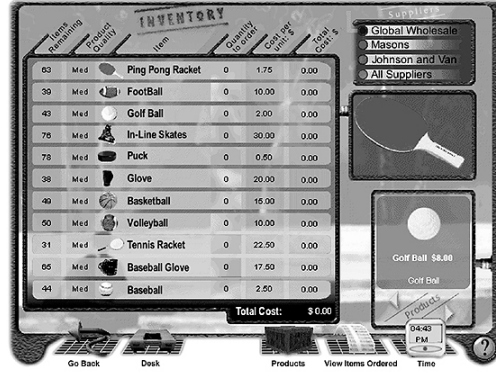 INVENTORY
Items Remaining
Product Quality
Item
Quantity to order
Cost per unit: $
Total Cost: $
63 Med Ping Pong Racket 0 1.75 0.00
39 Med FootBall 0 10.00 0.00
43 Med Golf Ball 0 2.00 0.00
76 Med In-Line Skates 0 30.00 0.00
78 Med Puck 0 0.50 0.00
38 Med Glove 0 20.00 0.00
49 Med Basketball 0 15.00 0.00
50 Med Volleyball 0 10.00 0.00
31 Med Tennis Racket 0 22.50 0.00
65 Med Baseball Glove 0 17.50 0.00
44 Med Baseball 0 2.50 0.00
Total Cost: $ 0.00
Suppliers
Global Wholesale
Masons
Johnson and Van
All Suppliers
Golf Ball $8.00
Golf Ball
Products
04:43
PM
?
Go Back
Desk
Products
View Items Ordered
Time